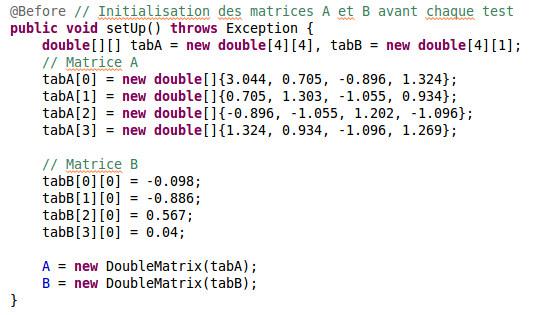 @Before // Initialisation des matrices A et B avant chaque test
public void setUp() throws Exception {
double[][] tabA = new double[4][4], tabB = new double[4][1];
// Matrice A
tabA[0] = new double[]{3.044, 0.705, -0.896, 1.324};
tabA[1] = new double[]{0.705, 1.303, -1.055, 0.934};
tabA[2] = new double[]{-0.896, -1.055, 1.202, -1.096};
tabA[3] = new double[]{1.324, 0.934, -1.096, 1.269};
// Matrice B
tabB[0][0] = -0.098;
tabB[1][0] = -0.886;
tabB[2][0] = 0.567;
tabB[3][0] = 0.04;
A = new DoubleMatrix(tabA);
B = new DoubleMatrix(tabB);
}